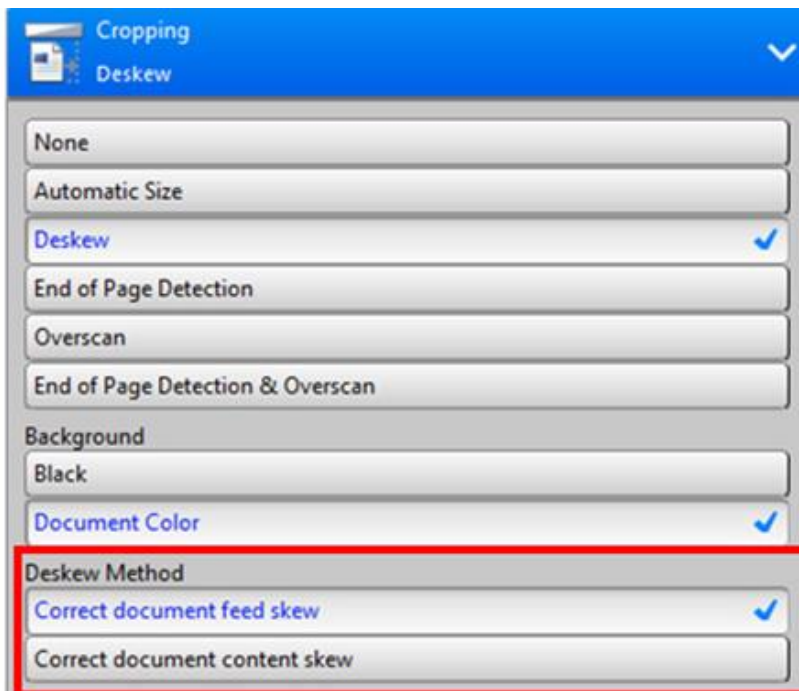 Cropping
Deskew
None
Automatic Size
Deskew
End of Page Detection
Overscan
End of Page Detection & Overscan
Background
Black
Document Color
Deskew Method
Correct document feed skew
Correct document content skew